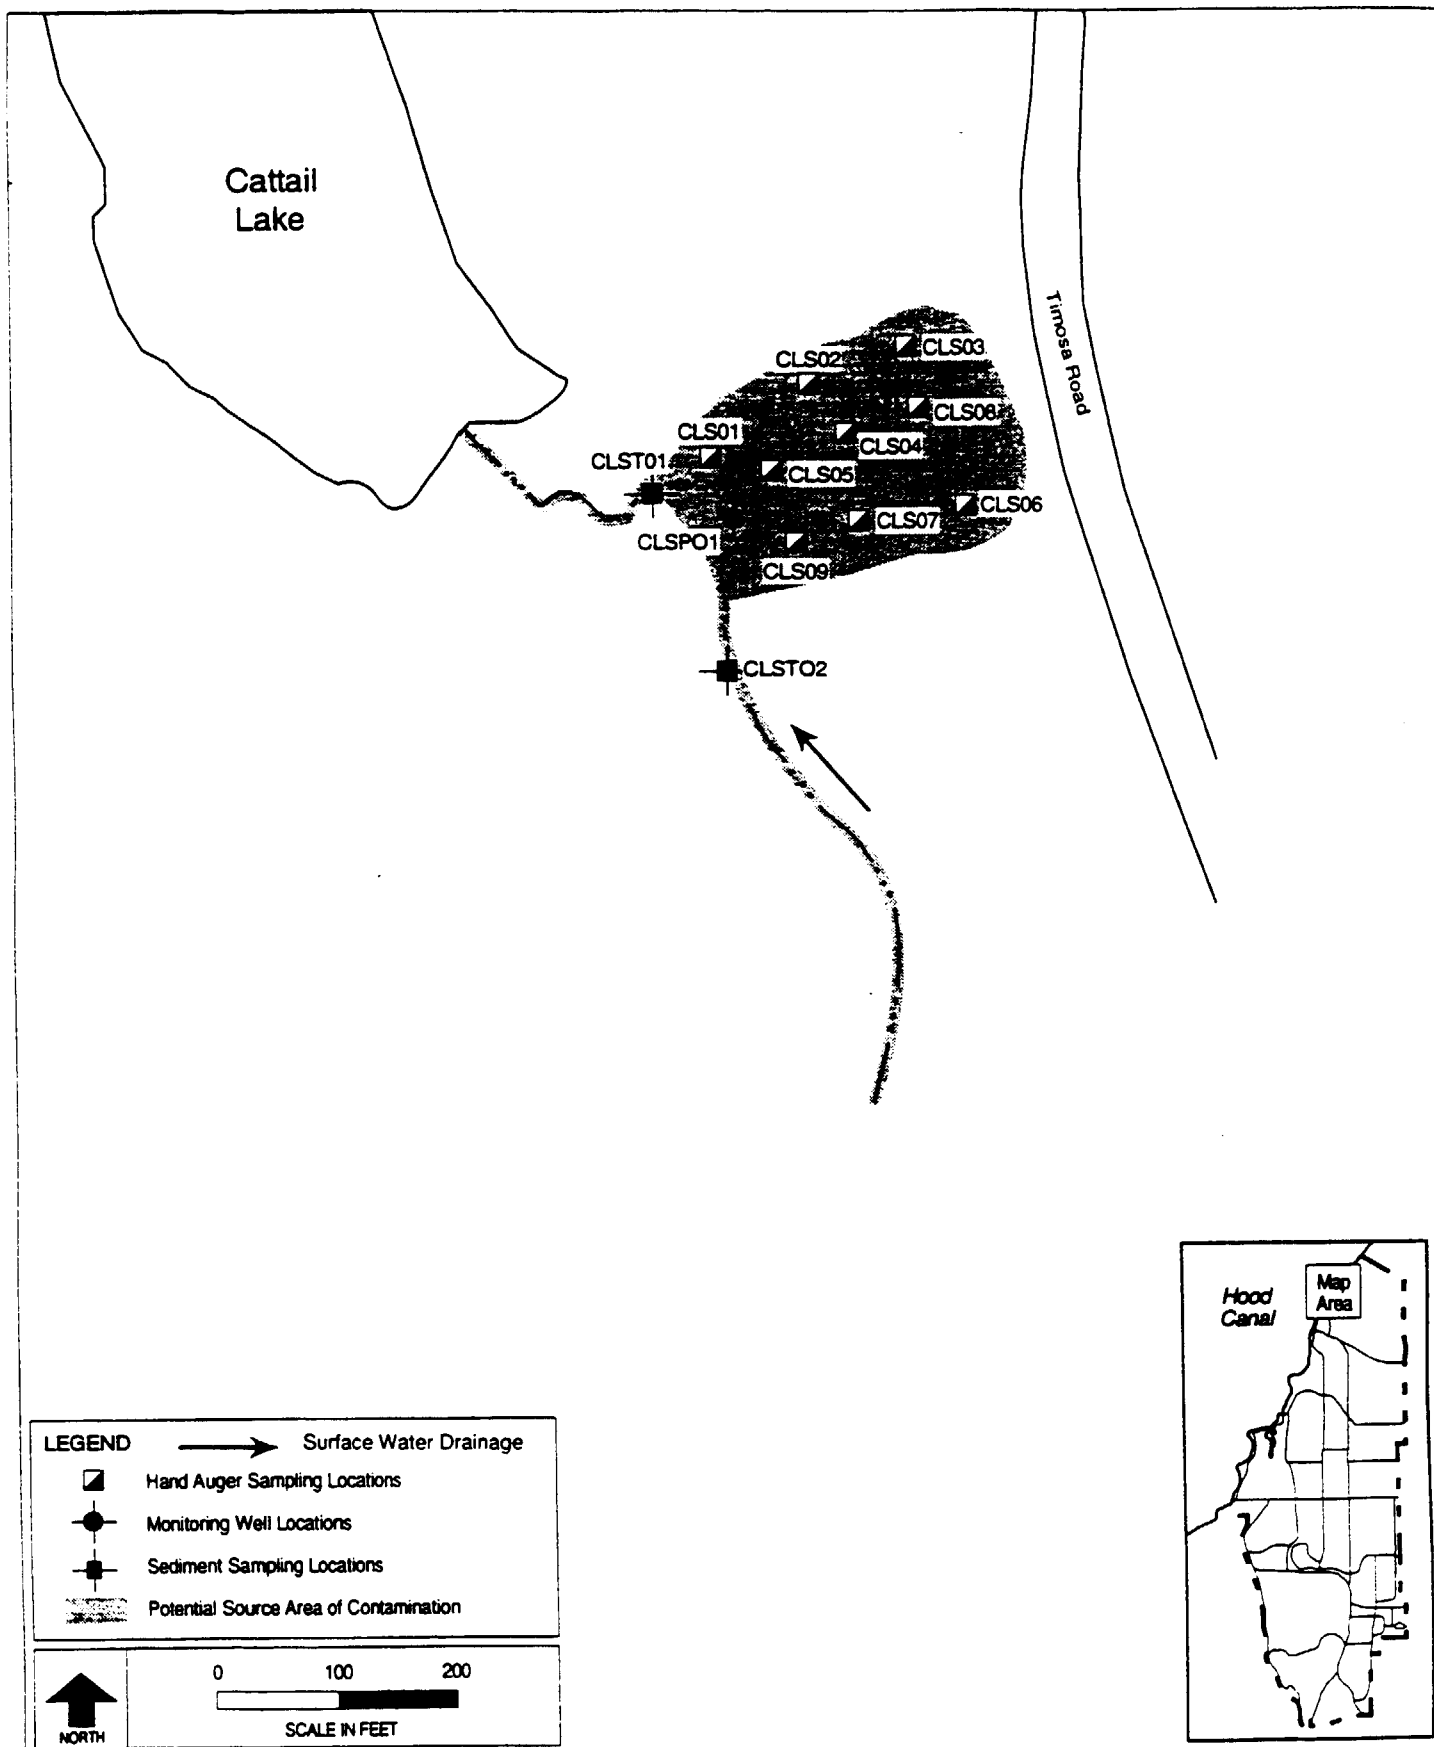 Cattail
Lake
Timosa Road
CLS03
CLS02
CLS08
CLS01
CLS04
CLST01
CLS05
CLS06
CLS07
CLSPO1
CLS09
CLSTO2
Hood
Canal
Map
Area
LEGEND
Surface Water Drainage
Hand Auger Sampling Locations
Monitoring Well Locations
Sediment Sampling Locations
Potential Source Area of Contamination
0 100 200
SCALE IN FEET
NORTH